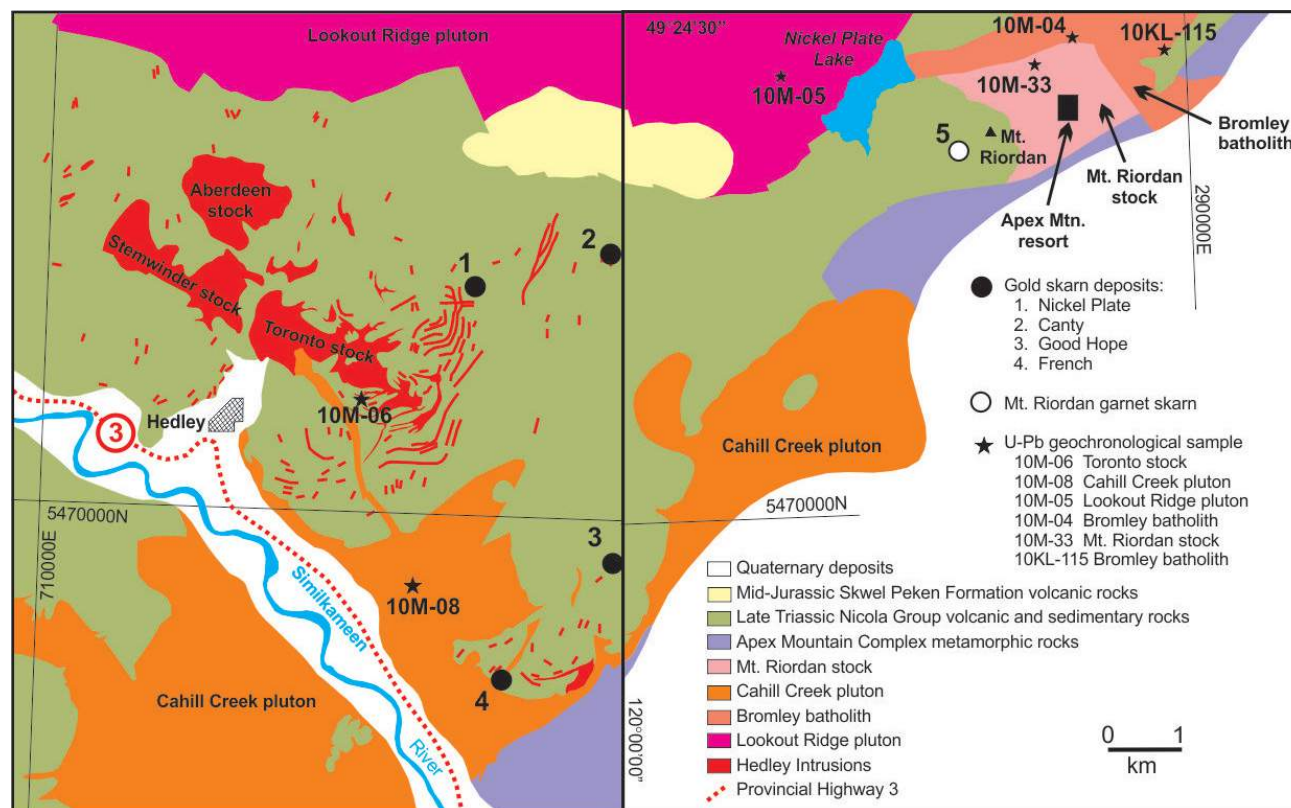 Lookout Ridge pluton
49°24'30"
Nickel Plate
Lake
10M-04
10KL-115
10M-05
10M-33
Bromley
batholith
5
Mt.
Riordan
Mt. Riordan
stock
Apex Mtn.
resort
290000E
Aberdeen
stock
Stemwinder stock
Toronto stock
1
2
10M-06
Hedley
3
Cahill Creek pluton
5470000N
5470000N
710000E
3
10M-08
Similkameen
River
4
Cahill Creek pluton
120°00'00"
Gold skarn deposits:
1. Nickel Plate
2. Canty
3. Good Hope
4. French
Mt. Riordan garnet skarn
U-Pb geochronological sample
10M-06 Toronto stock
10M-08 Cahill Creek pluton
10M-05 Lookout Ridge pluton
10M-04 Bromley batholith
10M-33 Mt. Riordan stock
10KL-115 Bromley batholith
Quaternary deposits
Mid-Jurassic Skwel Peken Formation volcanic rocks
Late Triassic Nicola Group volcanic and sedimentary rocks
Apex Mountain Complex metamorphic rocks
Mt. Riordan stock
Cahill Creek pluton
Bromley batholith
Lookout Ridge pluton
Hedley Intrusions
Provincial Highway 3
0 1
km